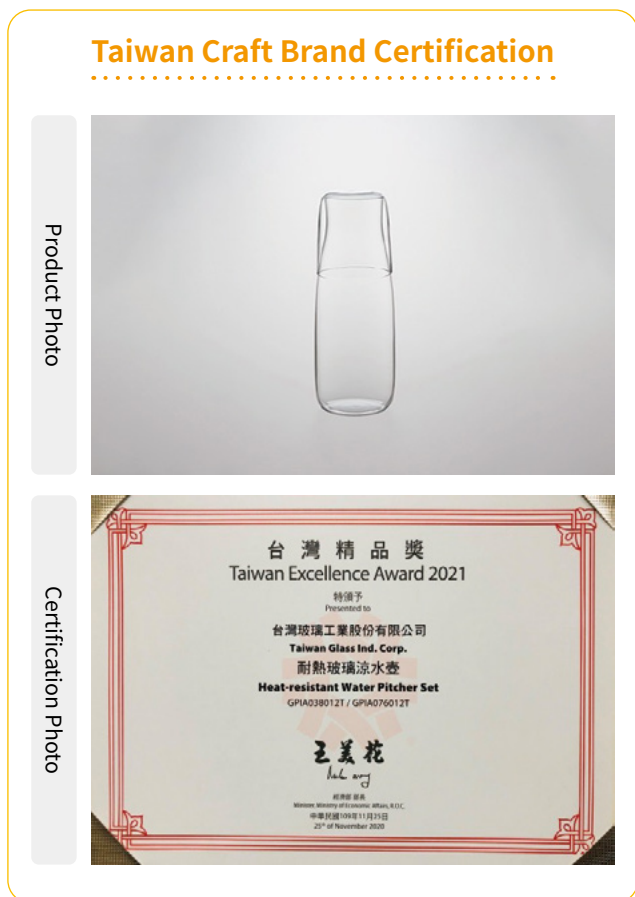 Taiwan Craft Brand Certification
Product Photo
Certification Photo
台灣精品獎
Taiwan Excellence Award 2021
特頒予
Presented to
台灣玻璃工業股份有限公司
Taiwan Glass Ind. Corp.
耐熱玻璃涼水壺
Heat-resistant Water Pitcher Set
GPIA038012T / GPIA076012T
王美花
經濟部 部長
Minister, Ministry of Economic Affairs, R.O.C.
中華民國109年11月25日
25th of November 2020